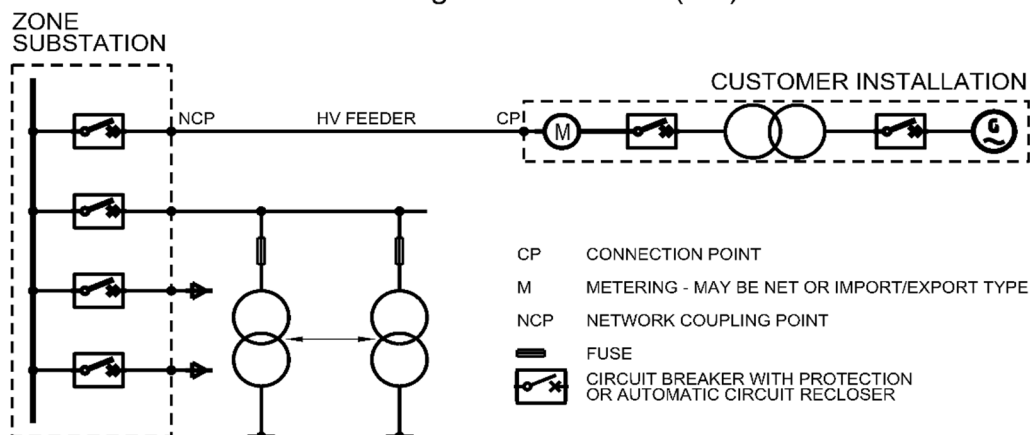 ZONE
SUBSTATION
CUSTOMER INSTALLATION
NCP
HV FEEDER
CP
M
G
CP CONNECTION POINT
M METERING - MAY BE NET OR IMPORT/EXPORT TYPE
NCP NETWORK COUPLING POINT
FUSE
CIRCUIT BREAKER WITH PROTECTION
OR AUTOMATIC CIRCUIT RECLOSER